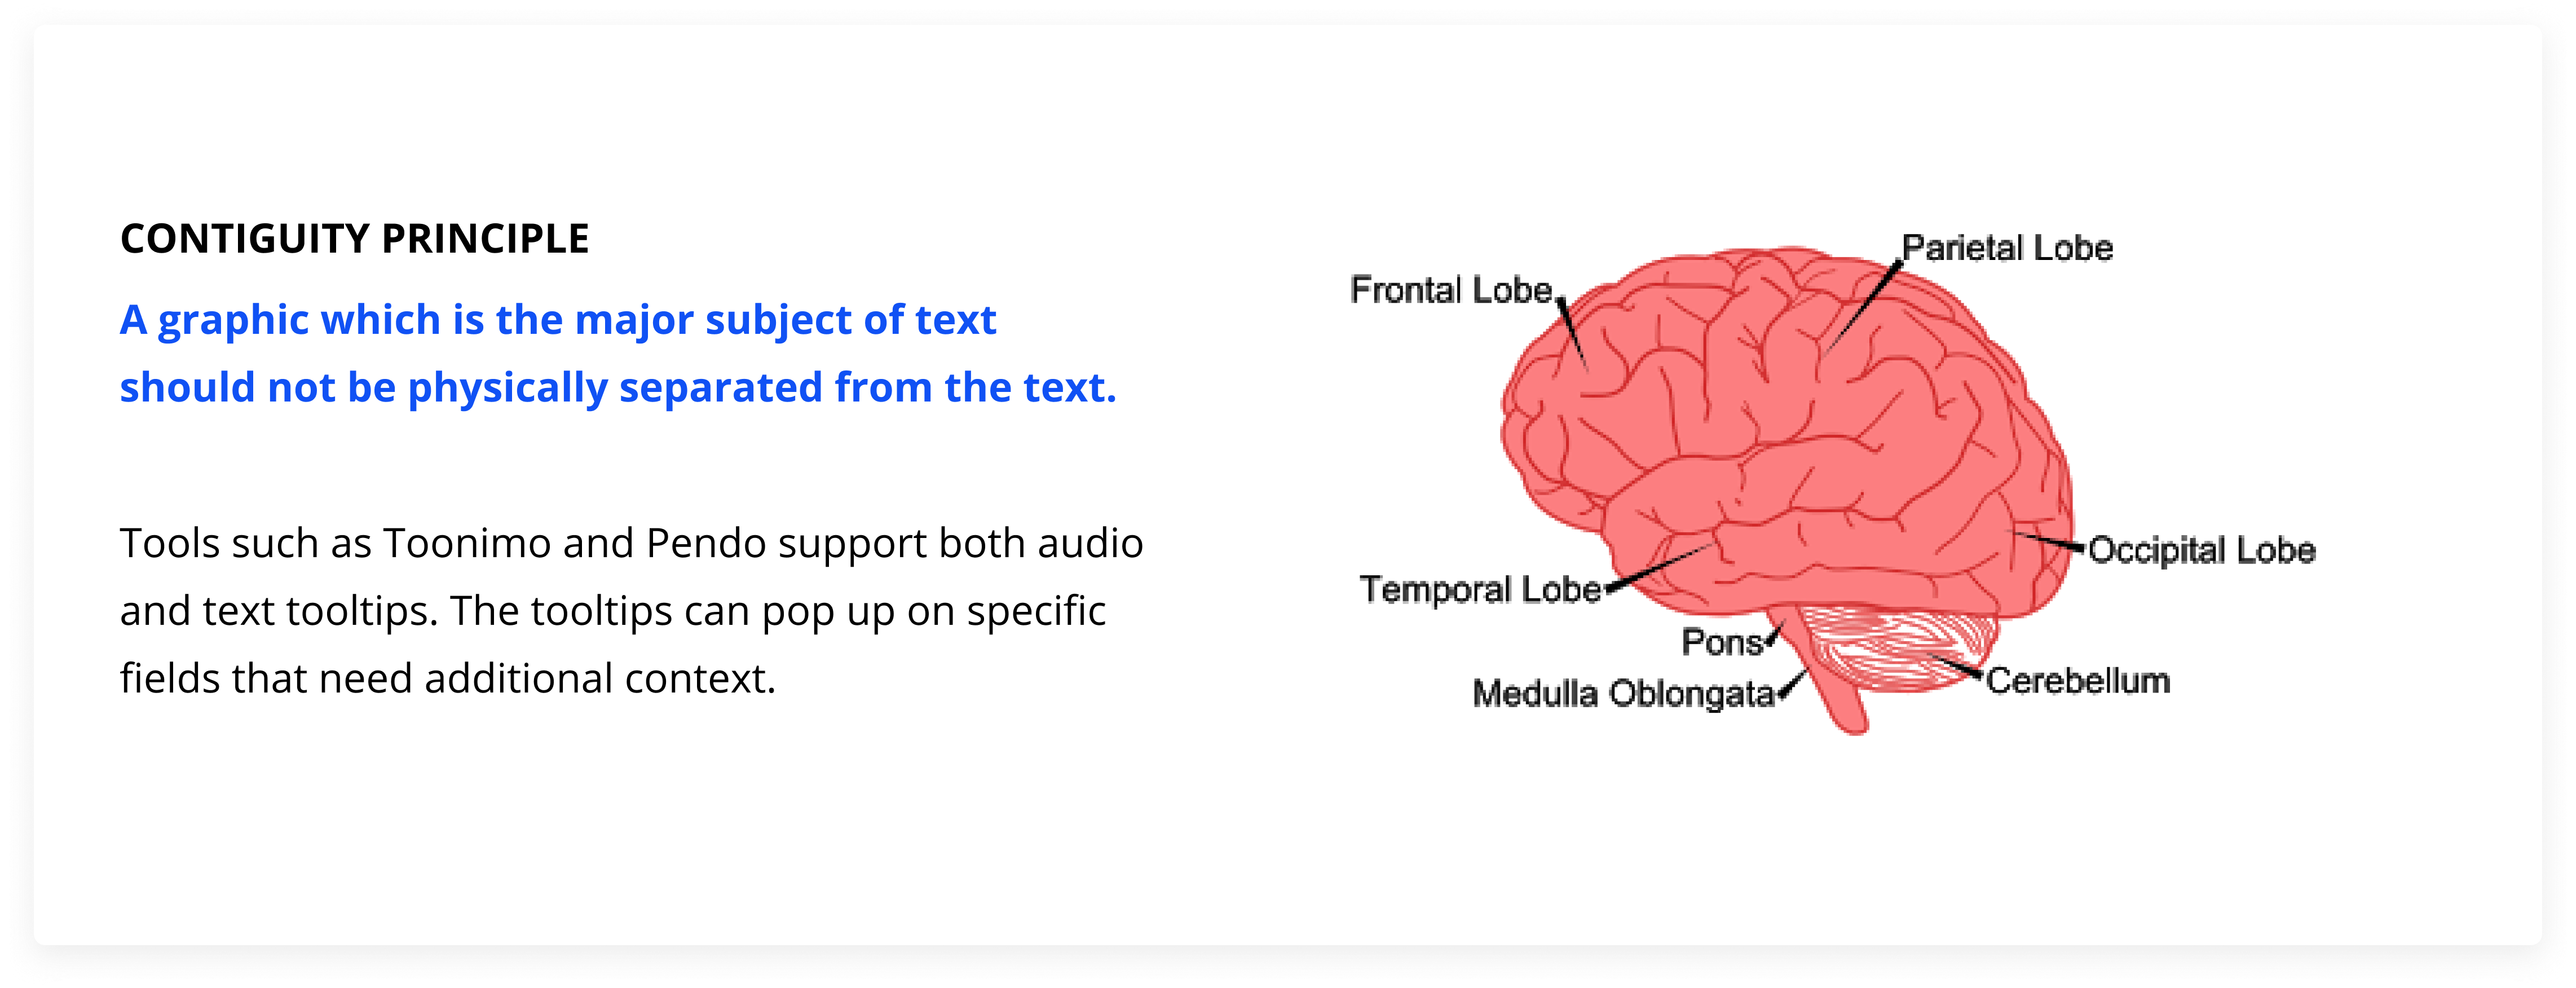 CONTIGUITY PRINCIPLE
A graphic which is the major subject of text
should not be physically separated from the text.
Tools such as Toonimo and Pendo support both audio
and text tooltips. The tooltips can pop up on specific
fields that need additional context.
Parietal Lobe
Frontal Lobe
Occipital Lobe
Temporal Lobe
Pons
Cerebellum
Medulla Oblongata